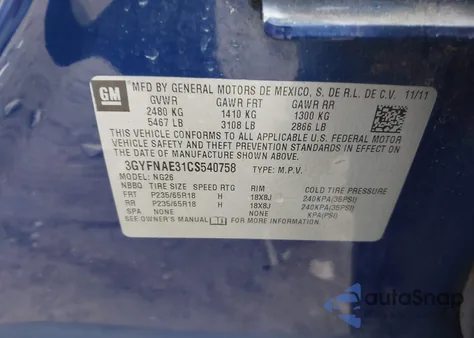 GM
MFD BY GENERAL MOTORS DE MEXICO, S. DE R.L. DE C.V. 11/11
GVWR GAWR FRT GAWR RR
2480 KG 1410 KG 1300 KG
5467 LB 3108 LB 2866 LB
THIS VEHICLE CONFORMS TO ALL APPLICABLE U.S. FEDERAL MOTOR
VEHICLE SAFETY AND THEFT PREVENTION STANDARDS IN EFFECT ON
THE DATE OF MANUFACTURE SHOWN ABOVE.
3GYFNAE31CS540758 TYPE: M.P.V.
MODEL: NG26
NBBQ TIRE SIZE SPEED RTG RIM COLD TIRE PRESSURE
FRT P235/65R18 H 18X8J 240KPA(35PSI)
RR P235/65R18 H 18X8J 240KPA(35PSI)
SPA NONE NONE KPA(PSI)
SEE OWNER'S MANUAL FOR MORE INFORMATION.
AutoSnap